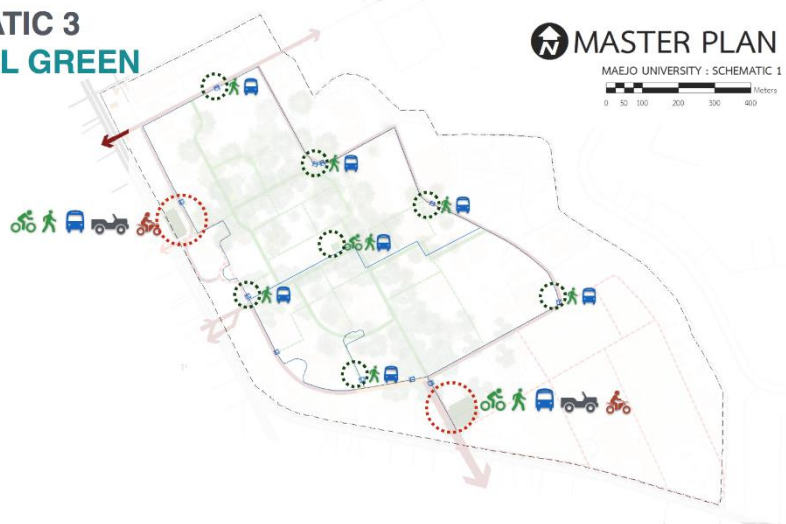 ATIC 3
L GREEN
N
MASTER PLAN
MAEJO UNIVERSITY : SCHEMATIC 1
Meters
0 50 100 200 300 400